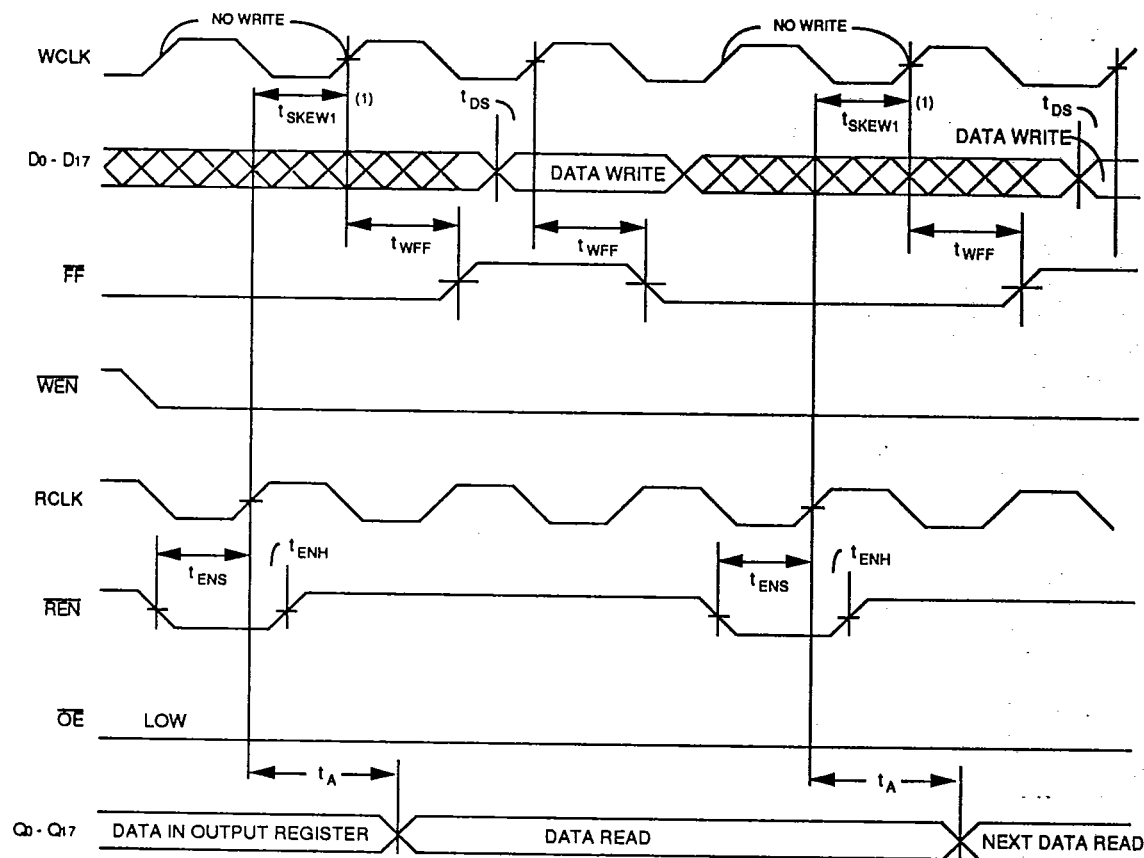 NO WRITE
NO WRITE
WCLK
tSKEW1 (1)
tDS
tSKEW1 (1)
tDS
D0 - D17
DATA WRITE
DATA WRITE
tWFF
tWFF
tWFF
FF
WEN
RCLK
tENS
tENH
tENS
tENH
REN
OE
LOW
tA
tA
Q0 - Q17
DATA IN OUTPUT REGISTER
DATA READ
NEXT DATA READ